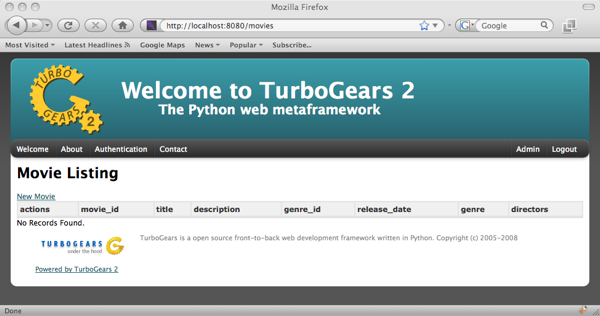 Mozilla Firefox
http://localhost:8080/movies
Google
Most Visited Latest Headlines Google Maps News Popular Subscribe...
TURBO
GEARS
2
Welcome to TurboGears 2
The Python web metaframework
Welcome About Authentication Contact Admin Logout
Movie Listing
New Movie
actions movie_id title description genre_id release_date genre directors
No Records Found.
TURBOGEARS
under the hood
TurboGears is a open source front-to-back web development framework written in Python. Copyright (c) 2005-2008
Powered by TurboGears 2
Done